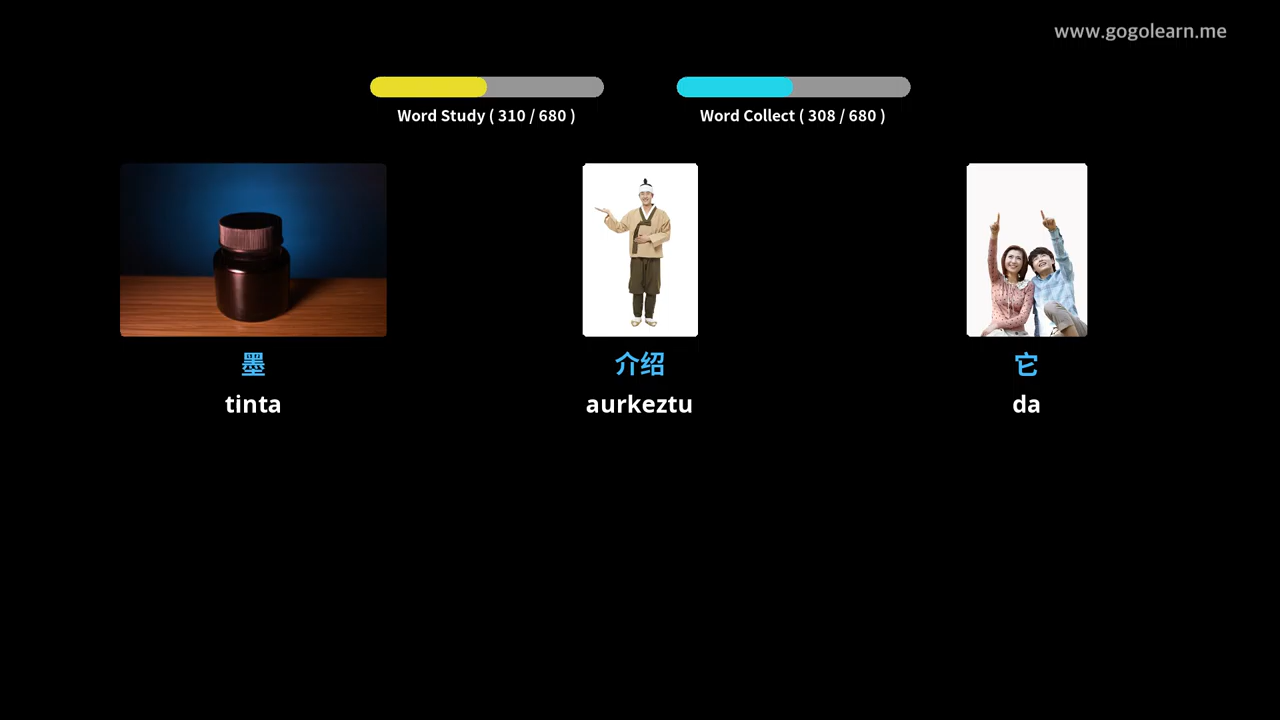 www.gogolearn.me
Word Study ( 310 / 680 )
Word Collect ( 308 / 680 )
墨
介绍
它
tinta
aurkeztu
da